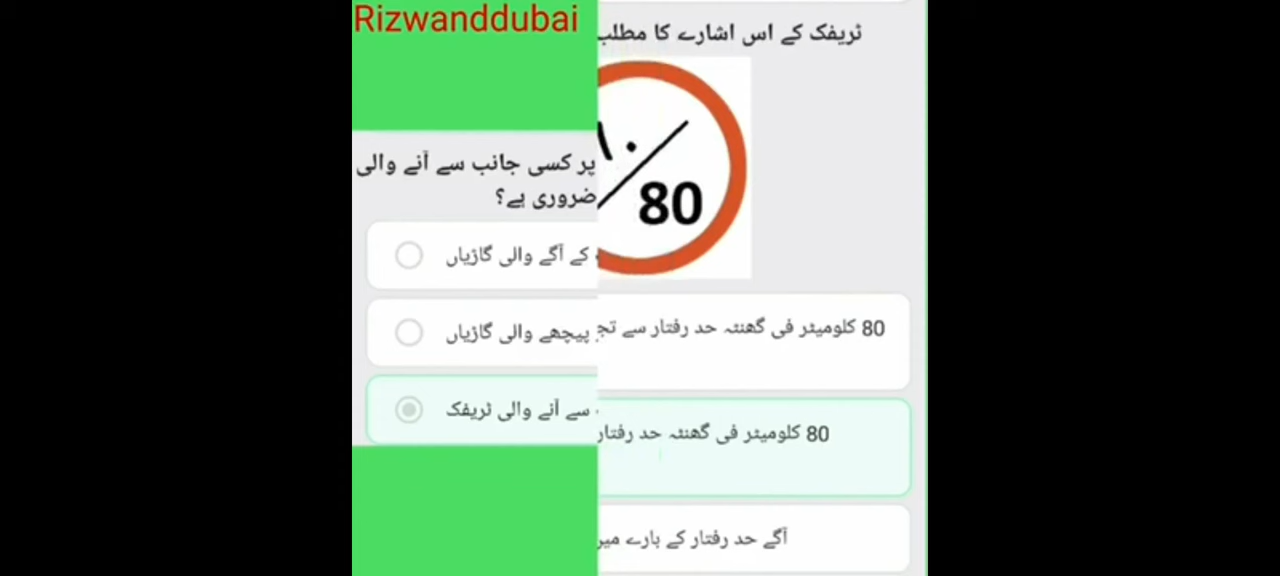 Rizwanddubai
پر کسی جانب سے آنے والی
ضروری ہے؟
کے آگے والی گاڑیاں
پیچھے والی گاڑیاں
سے آنے والی ٹریفک
ٹریفک کے اس اشارے کا مطلب
80
80 کلومیٹر فی گھنٹہ حد رفتار سے
80 کلومیٹر فی گھنٹہ حد رفتار
آگے حد رفتار کے بارے میں